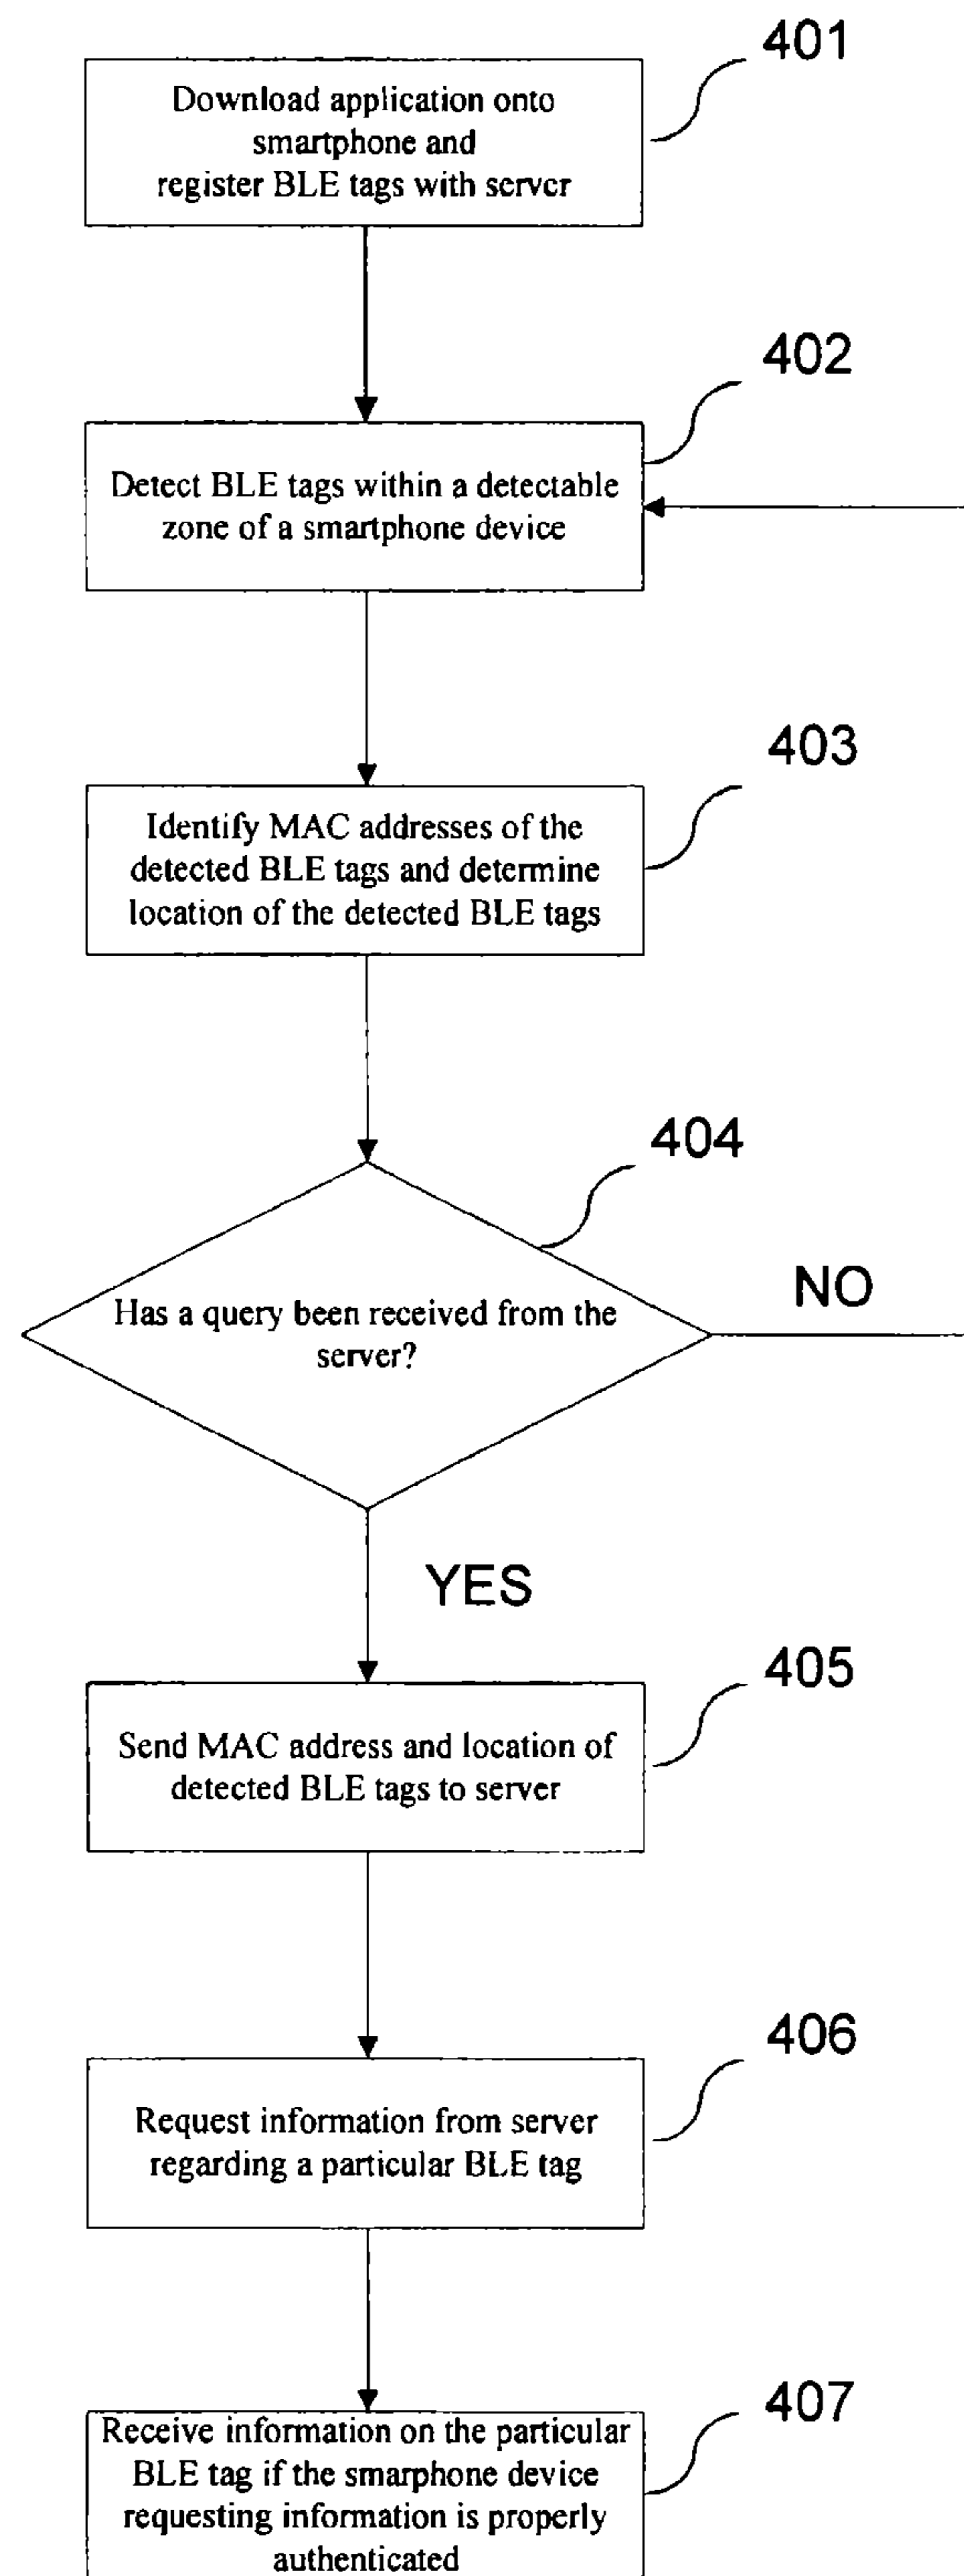 401
Download application onto
smartphone and
register BLE tags with server
402
Detect BLE tags within a detectable
zone of a smartphone device
403
Identify MAC addresses of the
detected BLE tags and determine
location of the detected BLE tags
404
Has a query been received from the
server?
NO
YES
405
Send MAC address and location of
detected BLE tags to server
406
Request information from server
regarding a particular BLE tag
407
Receive information on the particular
BLE tag if the smarphone device
requesting information is properly
authenticated